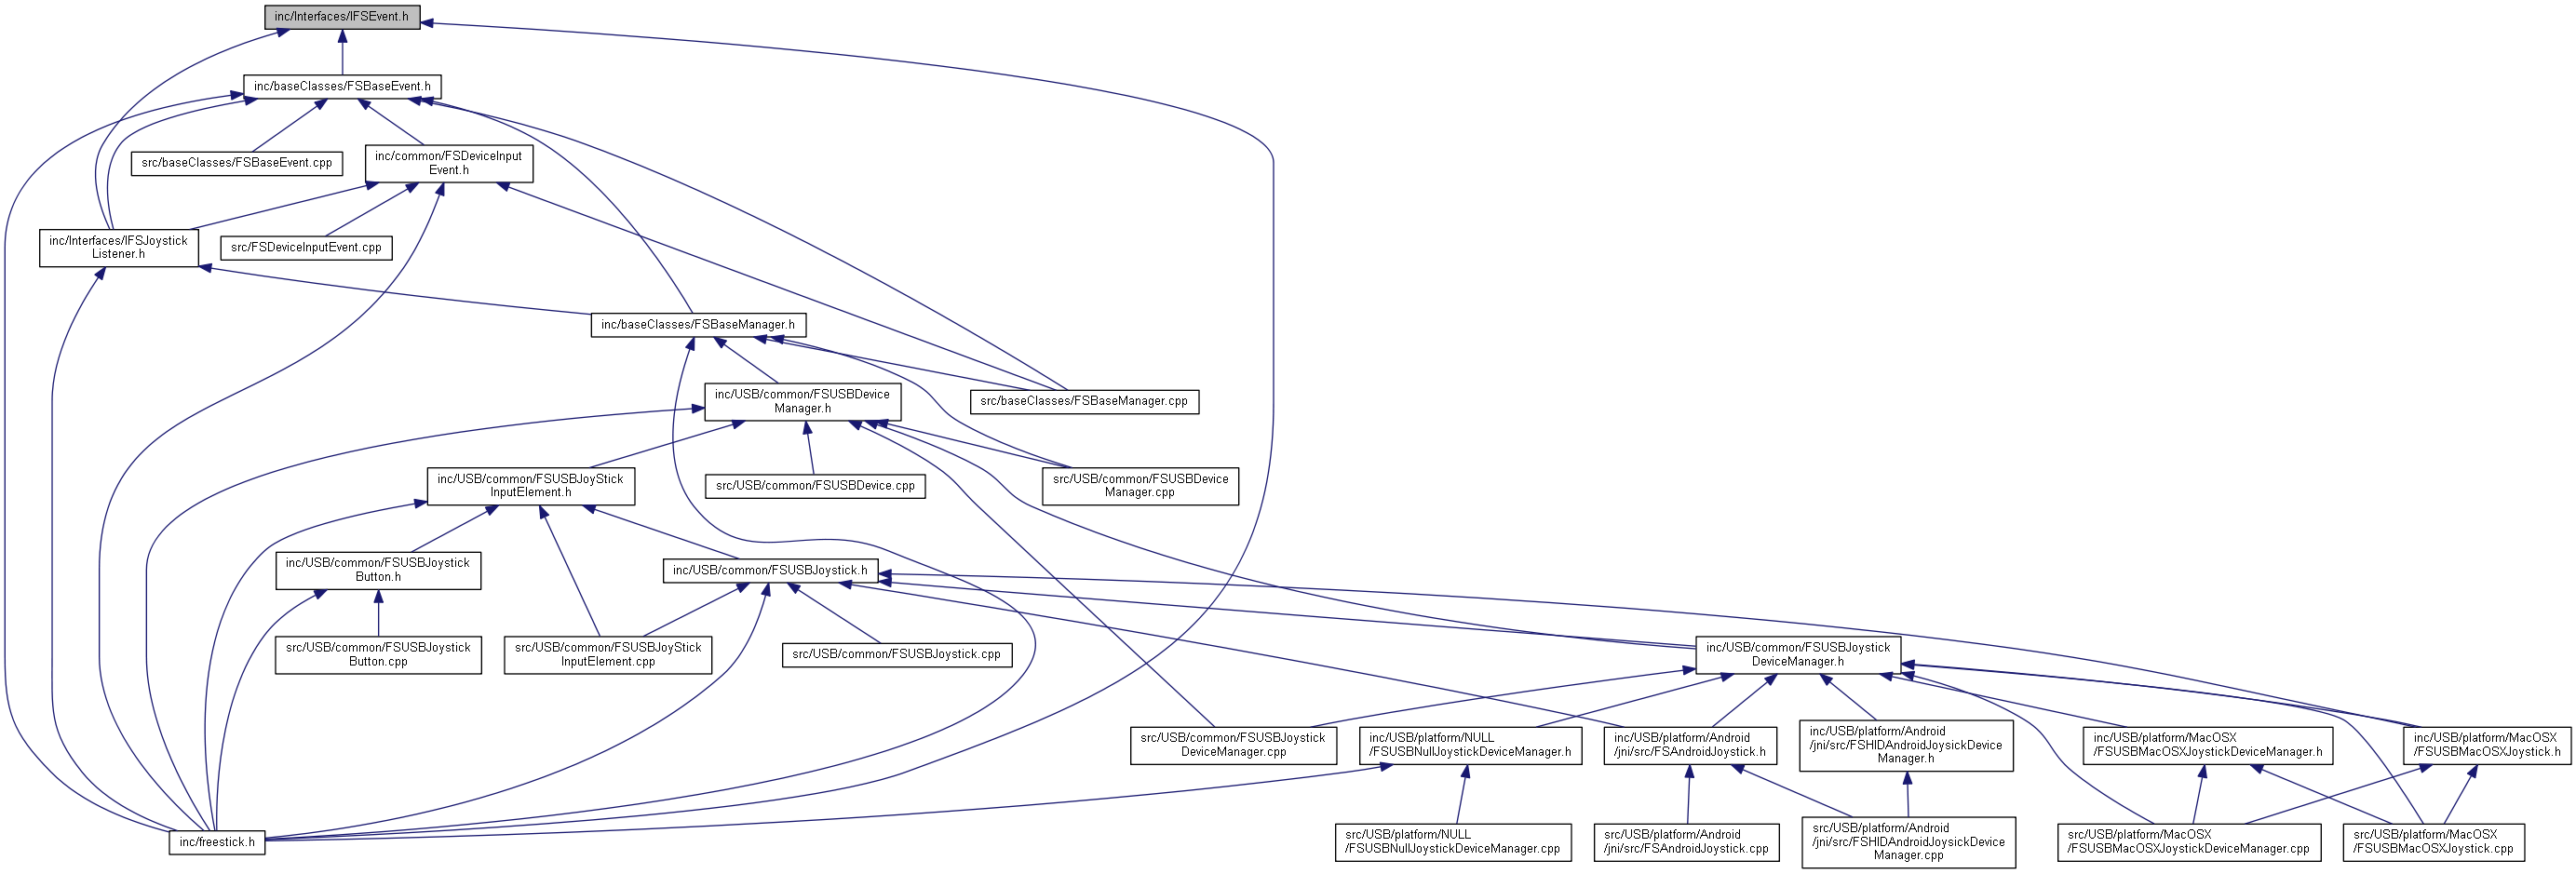 inc/Interfaces/IFSEvent.h
inc/baseClasses/FSBaseEvent.h
src/baseClasses/FSBaseEvent.cpp
inc/common/FSDeviceInput
Event.h
inc/Interfaces/IFSJoystick
Listener.h
src/FSDeviceInputEvent.cpp
inc/baseClasses/FSBaseManager.h
inc/USB/common/FSUSBDevice
Manager.h
src/baseClasses/FSBaseManager.cpp
inc/USB/common/FSUSBJoyStick
InputElement.h
src/USB/common/FSUSBDevice.cpp
src/USB/common/FSUSBDevice
Manager.cpp
inc/USB/common/FSUSBJoystick
Button.h
inc/USB/common/FSUSBJoystick.h
src/USB/common/FSUSBJoystick
Button.cpp
src/USB/common/FSUSBJoyStick
InputElement.cpp
src/USB/common/FSUSBJoystick.cpp
inc/USB/common/FSUSBJoystick
DeviceManager.h
src/USB/common/FSUSBJoystick
DeviceManager.cpp
inc/USB/platform/NULL
/FSUSBNullJoystickDeviceManager.h
inc/USB/platform/Android
/jni/src/FSAndroidJoystick.h
inc/USB/platform/Android
/jni/src/FSHIDAndroidJoysickDevice
Manager.h
inc/USB/platform/MacOSX
/FSUSBMacOSXJoystickDeviceManager.h
inc/USB/platform/MacOSX
/FSUSBMacOSXJoystick.h
inc/freestick.h
src/USB/platform/NULL
/FSUSBNullJoystickDeviceManager.cpp
src/USB/platform/Android
/jni/src/FSAndroidJoystick.cpp
src/USB/platform/Android
/jni/src/FSHIDAndroidJoysickDevice
Manager.cpp
src/USB/platform/MacOSX
/FSUSBMacOSXJoystickDeviceManager.cpp
src/USB/platform/MacOSX
/FSUSBMacOSXJoystick.cpp